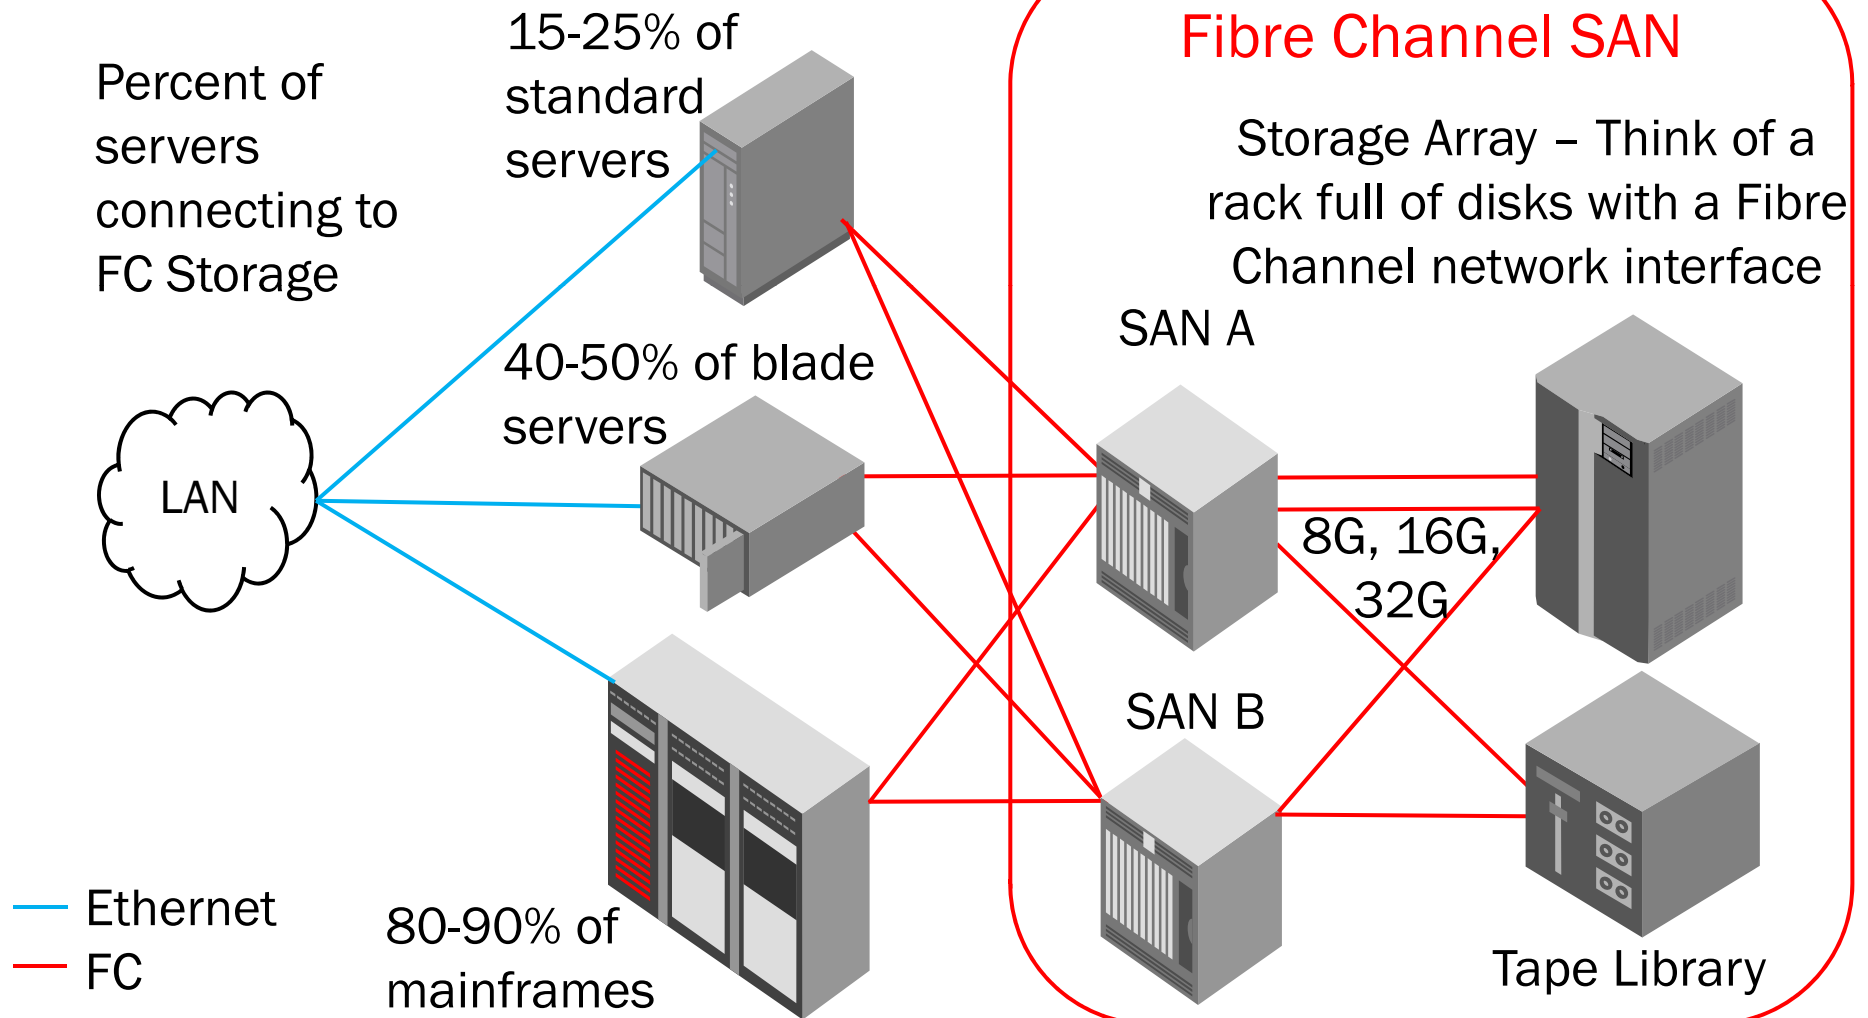 Percent of
servers
connecting to
FC Storage
15-25% of
standard
servers
Fibre Channel SAN
Storage Array – Think of a
rack full of disks with a Fibre
Channel network interface
SAN A
40-50% of blade
servers
LAN
8G, 16G,
32G
SAN B
Ethernet
FC
80-90% of
mainframes
Tape Library